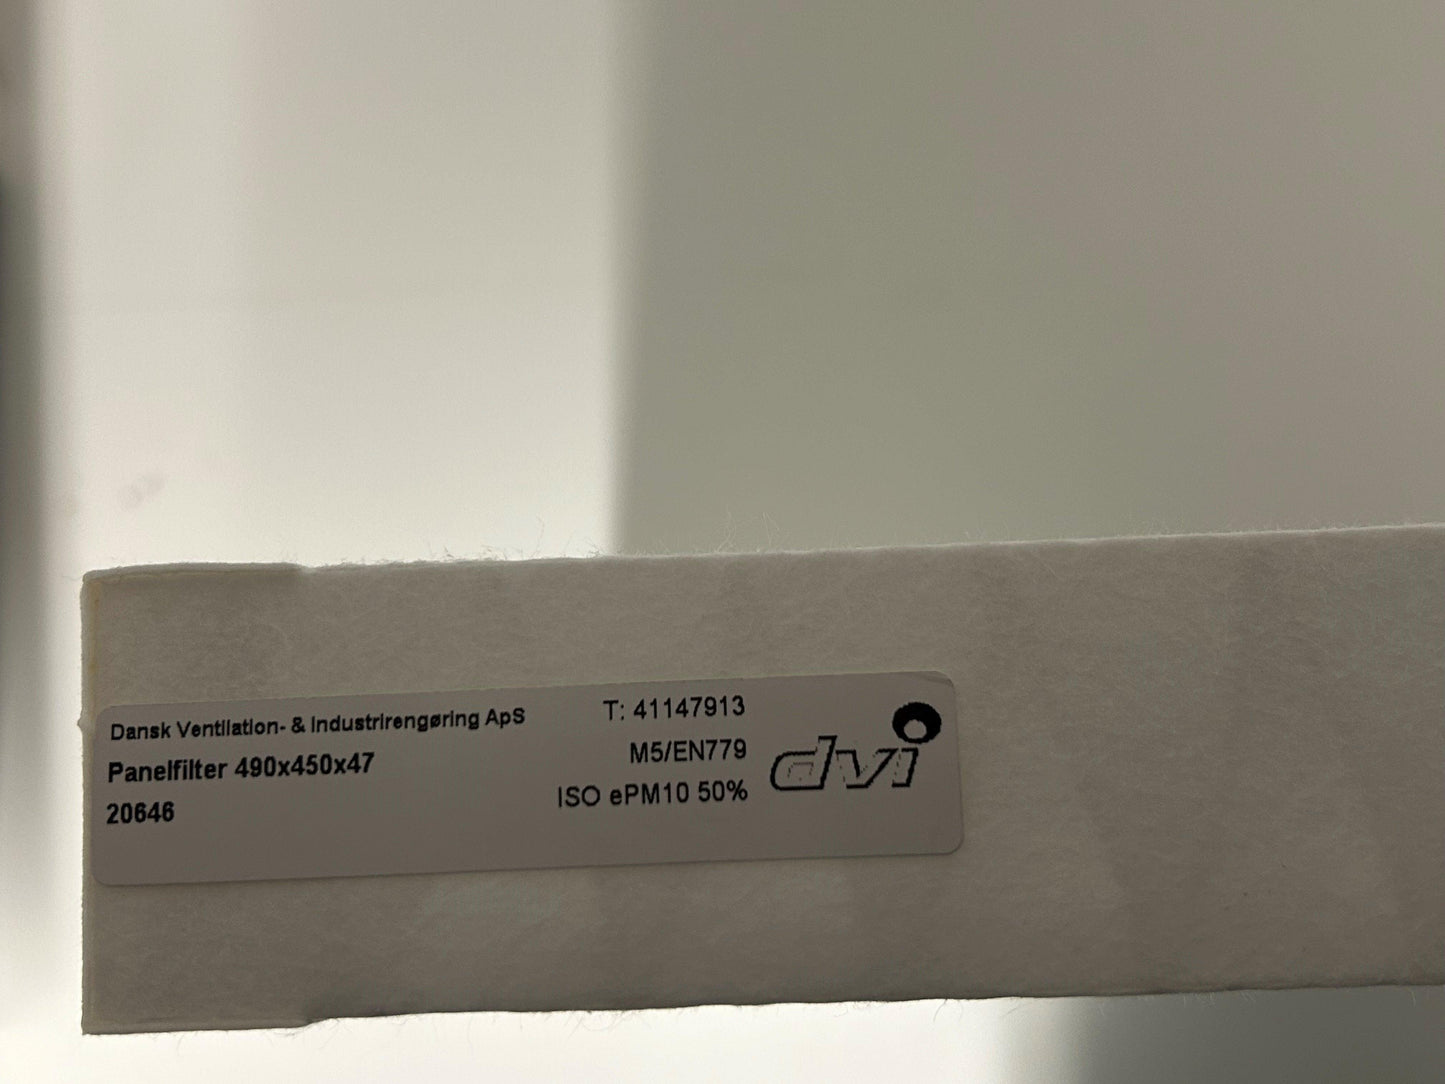 Dansk Ventilation- & Industrirengøring ApS
Panelfilter 490x450x47
20646
T: 41147913
M5/EN779
ISO ePM10 50%
dvi